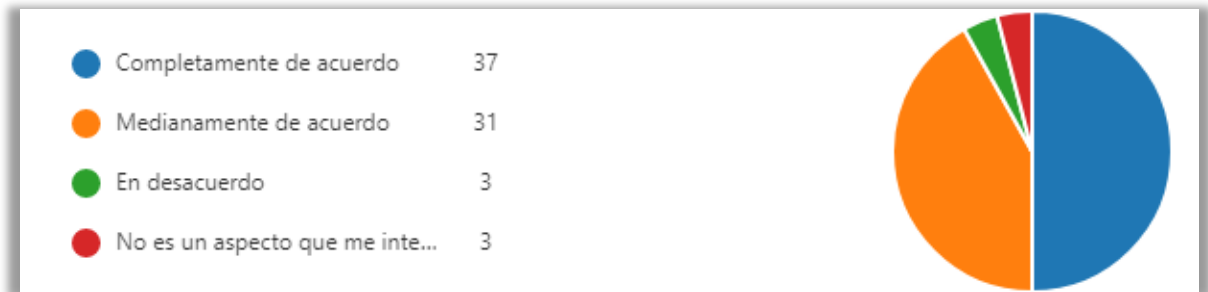 Completamente de acuerdo 37
Medianamente de acuerdo 31
En desacuerdo 3
No es un aspecto que me inte... 3